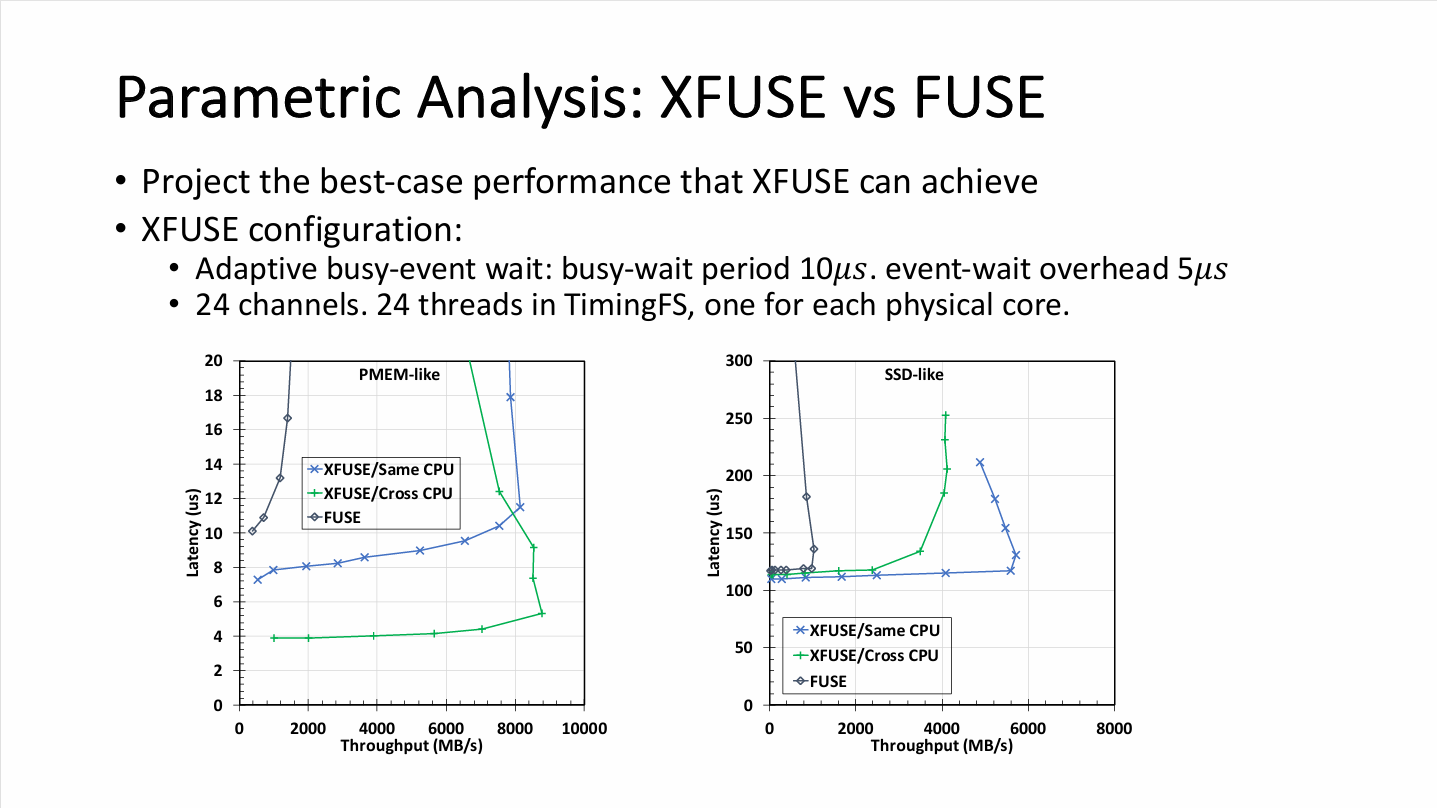 Parametric Analysis: XFUSE vs FUSE
• Project the best-case performance that XFUSE can achieve
• XFUSE configuration:
• Adaptive busy-event wait: busy-wait period 10𝜇𝑠. event-wait overhead 5𝜇𝑠
• 24 channels. 24 threads in TimingFS, one for each physical core.
PMEM-like
Latency (us)
20
18
16
14
12
10
8
6
4
2
0
XFUSE/Same CPU
XFUSE/Cross CPU
FUSE
0 2000 4000 6000 8000 10000
Throughput (MB/s)
SSD-like
Latency (us)
300
250
200
150
100
50
0
XFUSE/Same CPU
XFUSE/Cross CPU
FUSE
0 2000 4000 6000 8000
Throughput (MB/s)